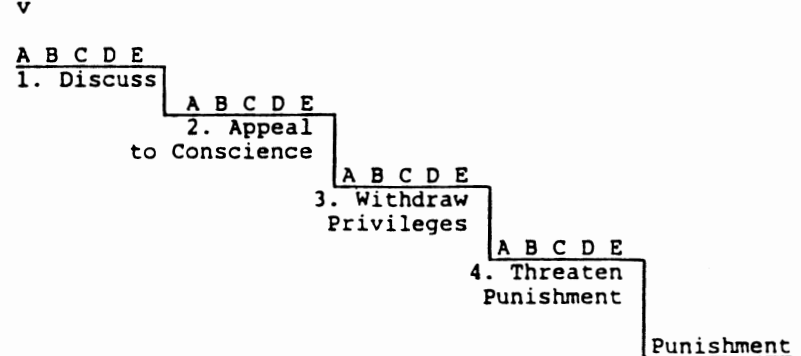 v
A B C D E
1. Discuss
A B C D E
2. Appeal
to Conscience
A B C D E
3. Withdraw
Privileges
A B C D E
4. Threaten
Punishment
Punishment